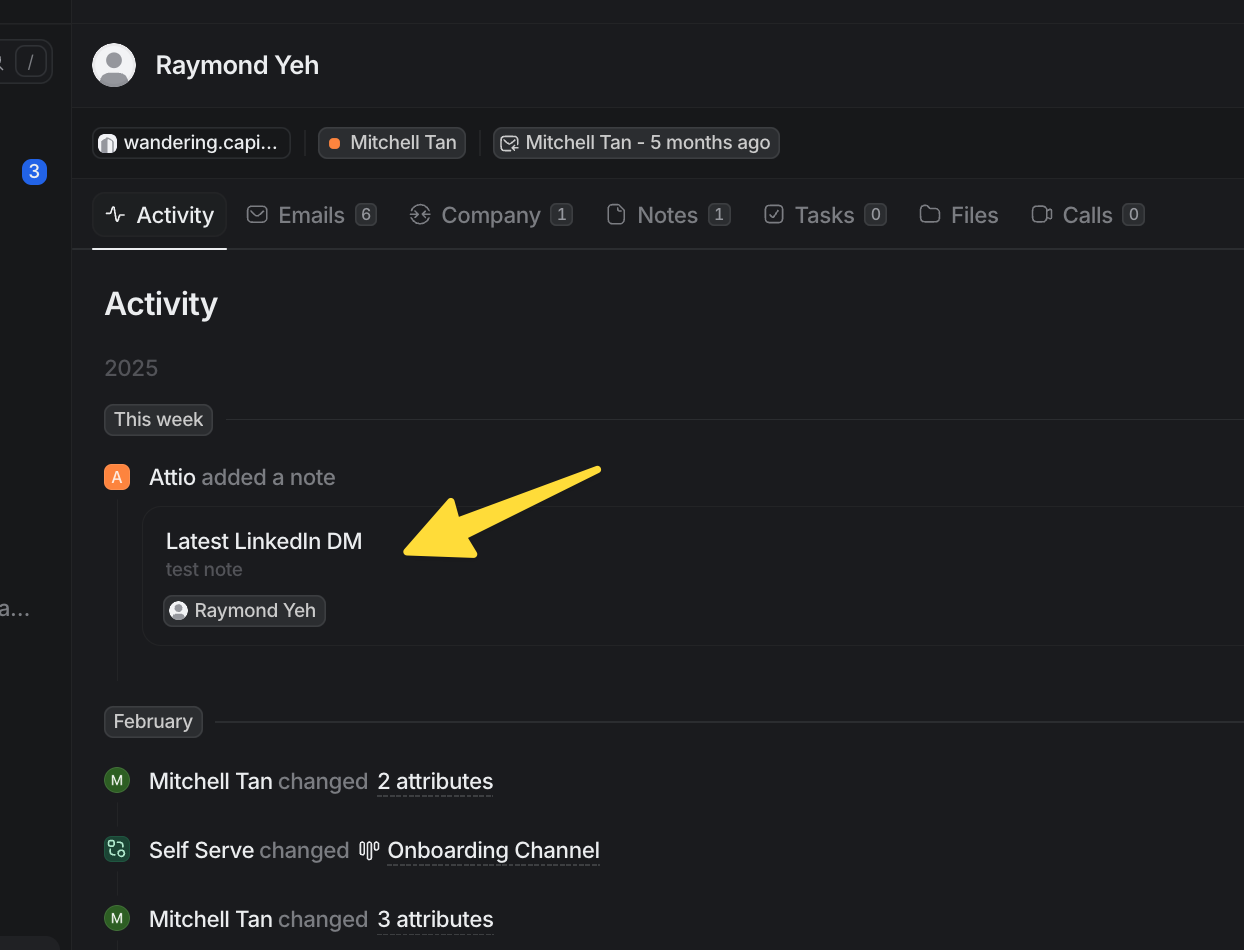 /
Raymond Yeh
wandering.capi... Mitchell Tan Mitchell Tan - 5 months ago
3
Activity Emails 6 Company 1 Notes 1 Tasks 0 Files Calls 0
Activity
2025
This week
A Attio added a note
Latest LinkedIn DM
test note
a... Raymond Yeh
February
M Mitchell Tan changed 2 attributes
Self Serve changed Onboarding Channel
M Mitchell Tan changed 3 attributes